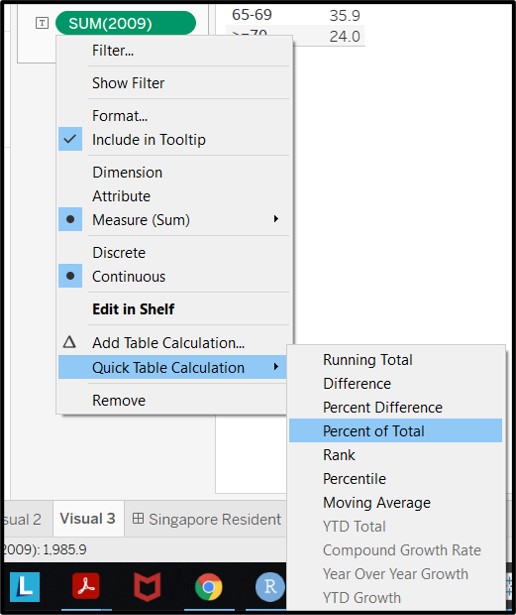 T SUM(2009)
65-69 35.9
>=70 24.0
Filter...
Show Filter
Format...
Include in Tooltip
Dimension
Attribute
Measure (Sum)
Discrete
Continuous
Edit in Shelf
Add Table Calculation...
Quick Table Calculation
Remove
Running Total
Difference
Percent Difference
Percent of Total
Rank
Percentile
Moving Average
YTD Total
Compound Growth Rate
Year Over Year Growth
YTD Growth
sual 2 Visual 3 Singapore Resident
2009): 1,985.9
L R